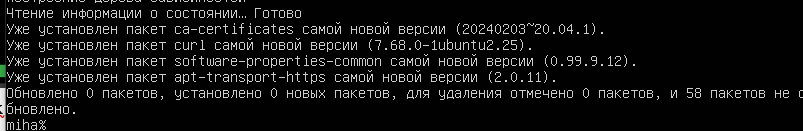 Чтение информации о состоянии… Готово
Уже установлен пакет ca-certificates самой новой версии (20240203~20.04.1).
Уже установлен пакет curl самой новой версии (7.68.0-1ubuntu2.25).
Уже установлен пакет software-properties-common самой новой версии (0.99.9.12).
Уже установлен пакет apt-transport-https самой новой версии (2.0.11).
Обновлено 0 пакетов, установлено 0 новых пакетов, для удаления отмечено 0 пакетов, и 58 пакетов не о
бновлено.
miha%